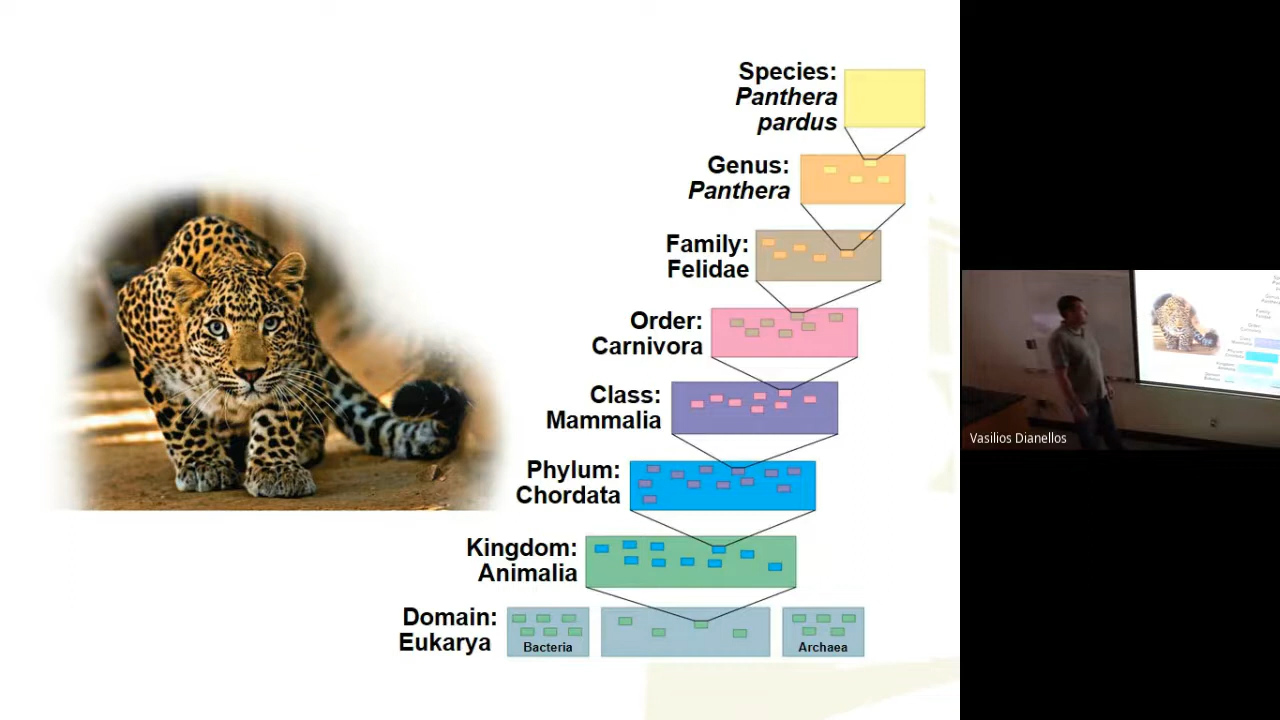 Species:
Panthera
pardus
Genus:
Panthera
Family:
Felidae
Order:
Carnivora
Class:
Mammalia
Phylum:
Chordata
Kingdom:
Animalia
Domain:
Eukarya
Bacteria
Archaea
Vasilios Dianellos